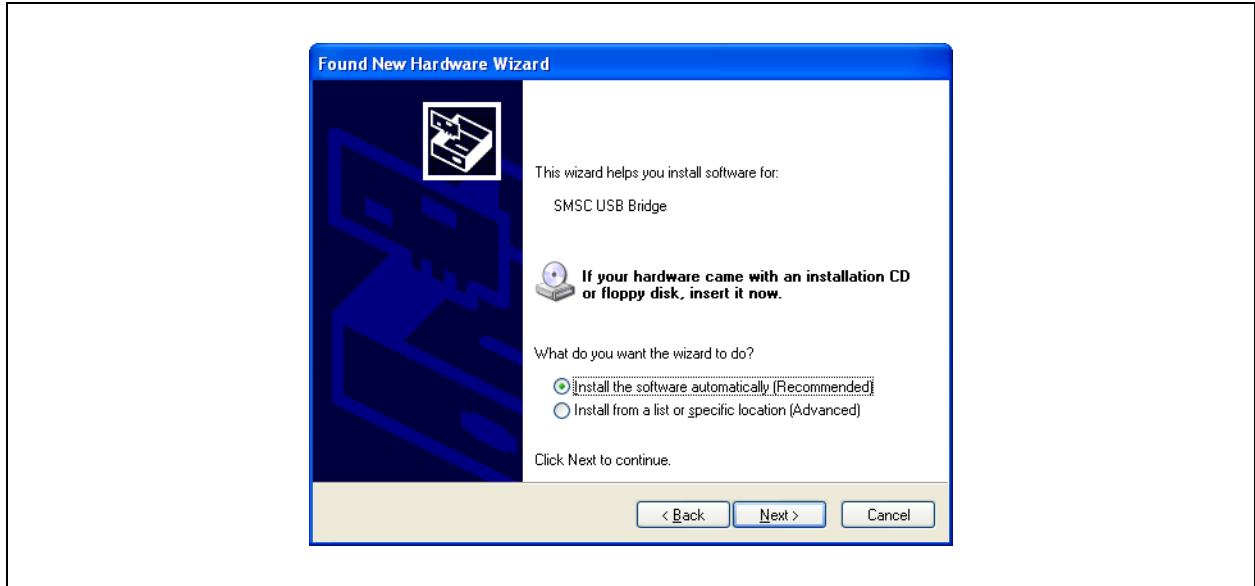 Found New Hardware Wizard
This wizard helps you install software for:
SMSC USB Bridge
If your hardware came with an installation CD
or floppy disk, insert it now.
What do you want the wizard to do?
Install the software automatically (Recommended)
Install from a list or specific location (Advanced)
Click Next to continue.
< Back Next > Cancel